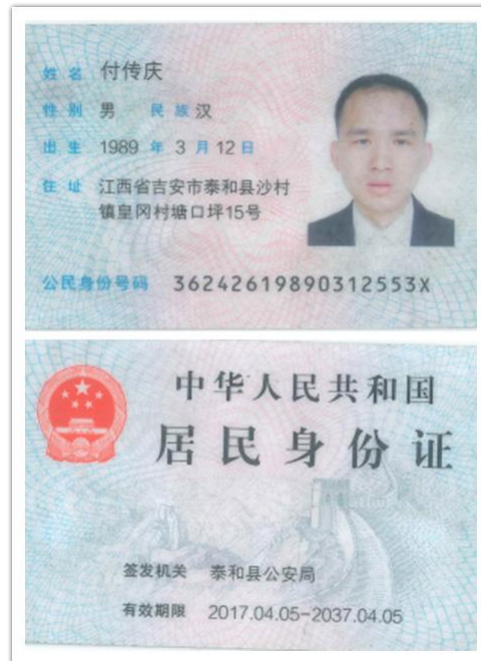 姓名 付传庆
性别 男 民族 汉
出生 1989 年 3 月 12 日
住址 江西省吉安市泰和县沙村
镇皇冈村塘口坪15号
公民身份号码 36242619890312553X
中华人民共和国
居民身份证
签发机关 泰和县公安局
有效期限 2017.04.05-2037.04.05